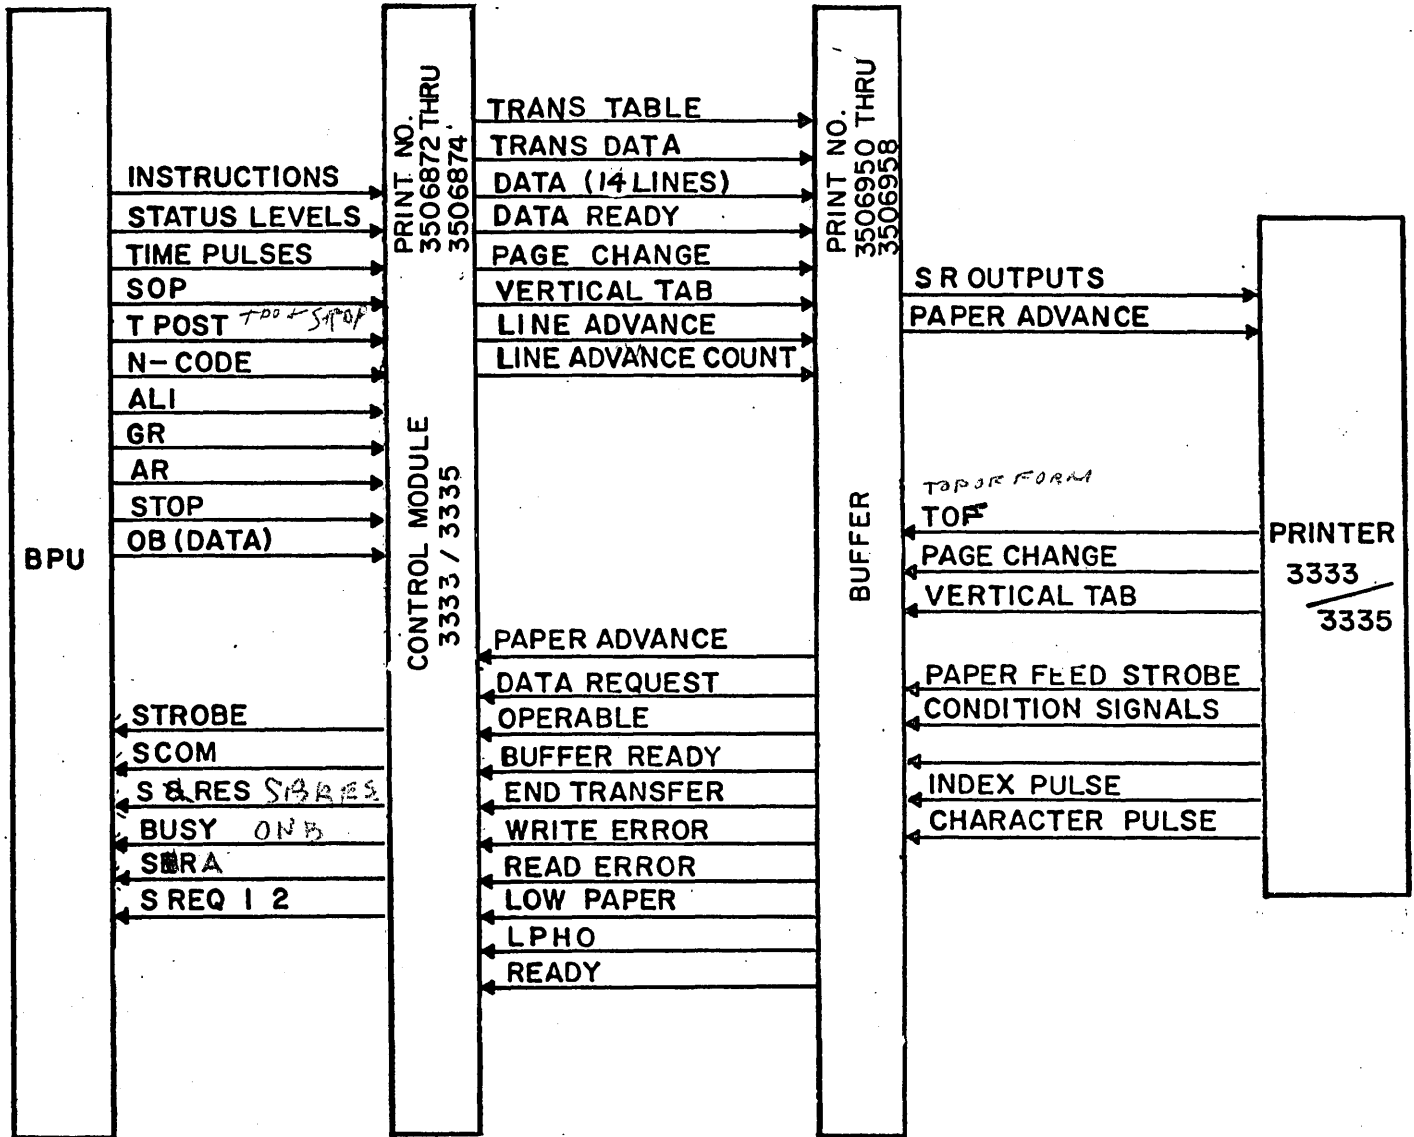 BPU
INSTRUCTIONS
STATUS LEVELS
TIME PULSES
SOP
T POST
N-CODE
ALI
GR
AR
STOP
OB (DATA)
STROBE
SCOM
S RES SBRES
BUSY ONB
S RA
S REQ 1 2
PRINT NO.
3506872 THRU
3506874
CONTROL MODULE
3333 / 3335
TRANS TABLE
TRANS DATA
DATA (14 LINES)
DATA READY
PAGE CHANGE
VERTICAL TAB
LINE ADVANCE
LINE ADVANCE COUNT
PAPER ADVANCE
DATA REQUEST
OPERABLE
BUFFER READY
END TRANSFER
WRITE ERROR
READ ERROR
LOW PAPER
LPHO
READY
PRINT NO.
3506950 THRU
3506958
BUFFER
SR OUTPUTS
PAPER ADVANCE
TOP OF FORM
TOF
PAGE CHANGE
VERTICAL TAB
PAPER FEED STROBE
CONDITION SIGNALS
INDEX PULSE
CHARACTER PULSE
PRINTER
3333
/
3335